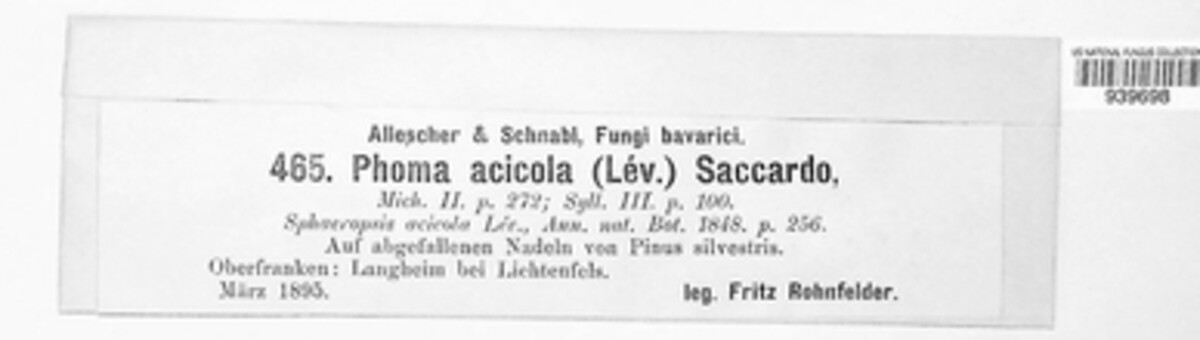 Allescher & Schnabl, Fungi bavarici.
465. Phoma acicola (Lév.) Saccardo,
Mich. II. p. 272; Syll. III. p. 100.
Sphaeropsis acicola Lév., Ann. nat. Bot. 1848. p. 256.
Auf abgefallenen Nadeln von Pinus silvestris.
Oberfranken: Langheim bei Lichtenfels.
März 1895.
leg. Fritz Rohnfelder.
US NATIONAL FUNGUS COLLECTIONS
939698